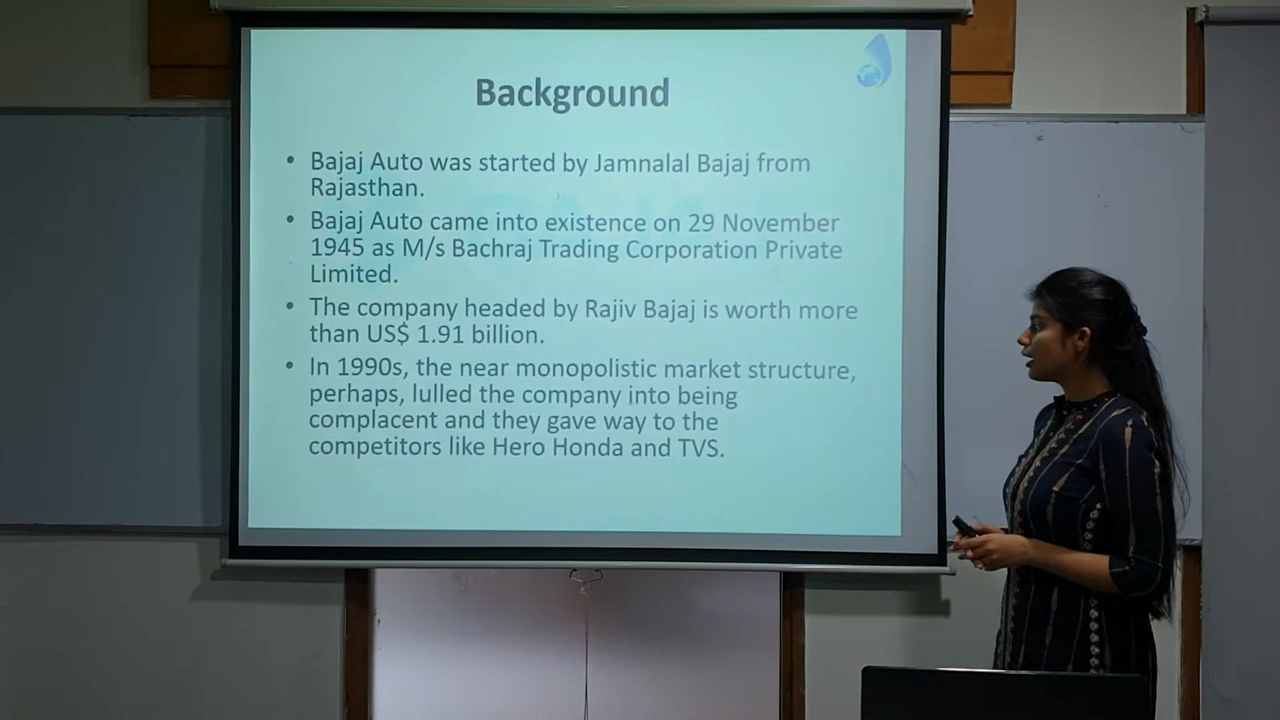 Background
• Bajaj Auto was started by Jamnalal Bajaj from
Rajasthan.
• Bajaj Auto came into existence on 29 November
1945 as M/s Bachraj Trading Corporation Private
Limited.
• The company headed by Rajiv Bajaj is worth more
than US$ 1.91 billion.
• In 1990s, the near monopolistic market structure,
perhaps, lulled the company into being
complacent and they gave way to the
competitors like Hero Honda and TVS.